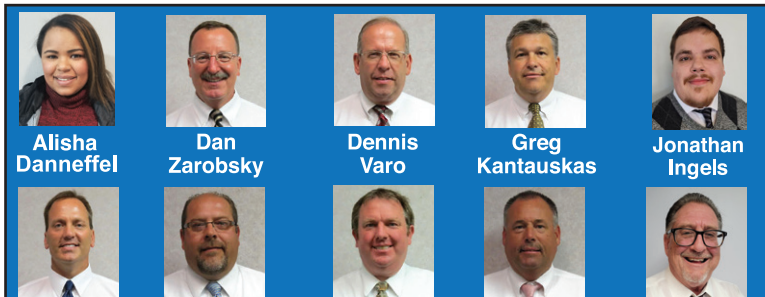 Alisha
Danneffel
Dan
Zarobsky
Dennis
Varo
Greg
Kantauskas
Jonathan
Ingels